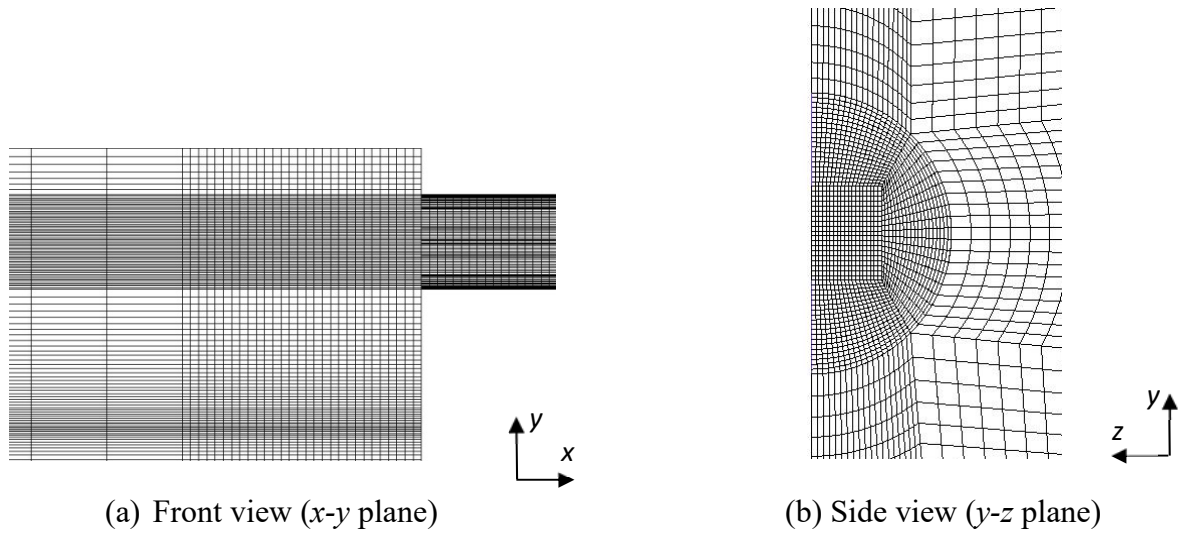 y
x
y
z
(a) Front view (x-y plane)
(b) Side view (y-z plane)